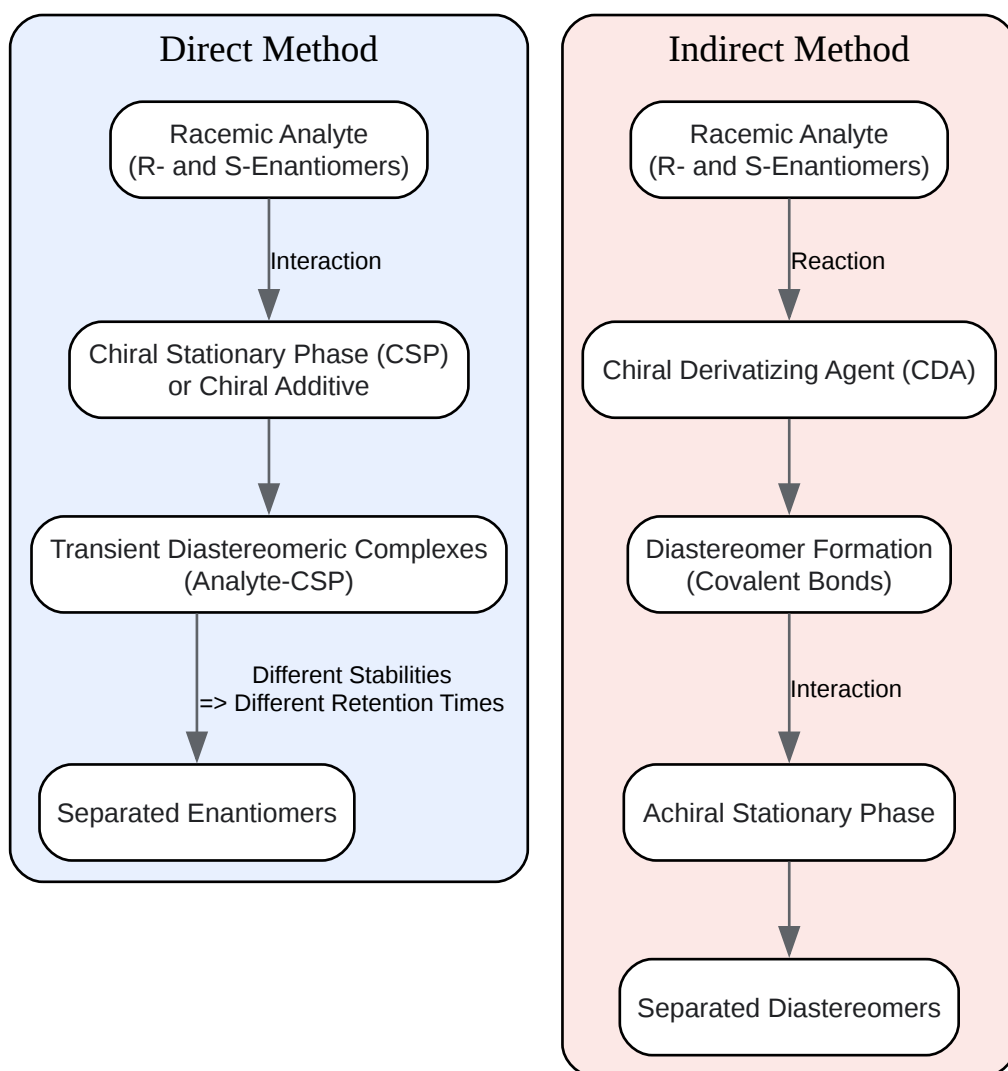 Direct Method
Racemic Analyte
(R- and S-Enantiomers)
Interaction
Chiral Stationary Phase (CSP)
or Chiral Additive
Transient Diastereomeric Complexes
(Analyte-CSP)
Different Stabilities
=> Different Retention Times
Separated Enantiomers
Indirect Method
Racemic Analyte
(R- and S-Enantiomers)
Reaction
Chiral Derivatizing Agent (CDA)
Diastereomer Formation
(Covalent Bonds)
Interaction
Achiral Stationary Phase
Separated Diastereomers